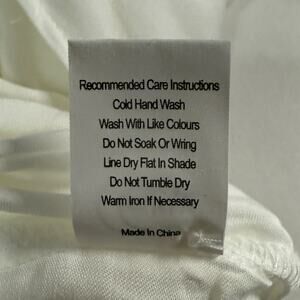 Recommended Care Instructions
Cold Hand Wash
Wash With Like Colours
Do Not Soak Or Wring
Line Dry Flat In Shade
Do Not Tumble Dry
Warm Iron If Necessary
Made In China